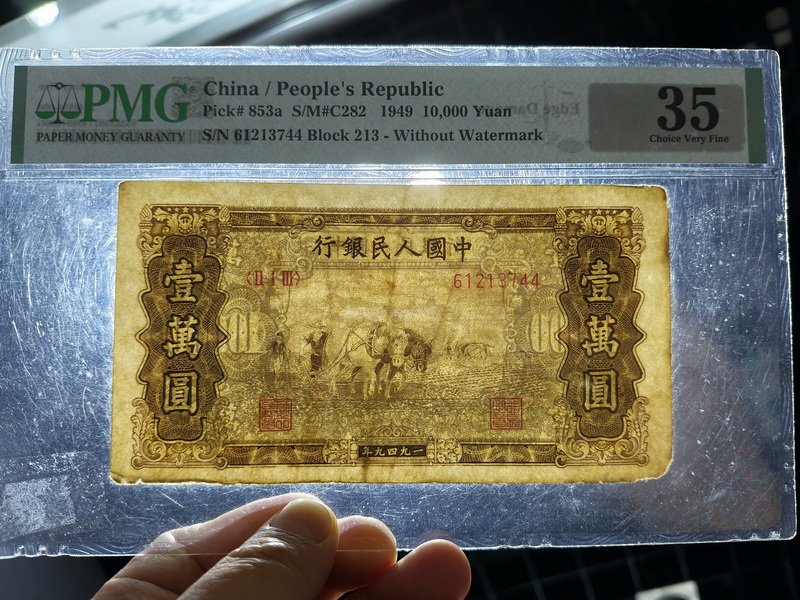 PMG
PAPER MONEY GUARANTY
China / People's Republic
Pick# 853a S/M#C282 1949 10,000 Yuan
S/N 61213744 Block 213 - Without Watermark
35
Choice Very Fine
Edge Dama
行銀民人國中
〈II I III〉
61213744
壹萬圓
壹萬圓
年九四九一